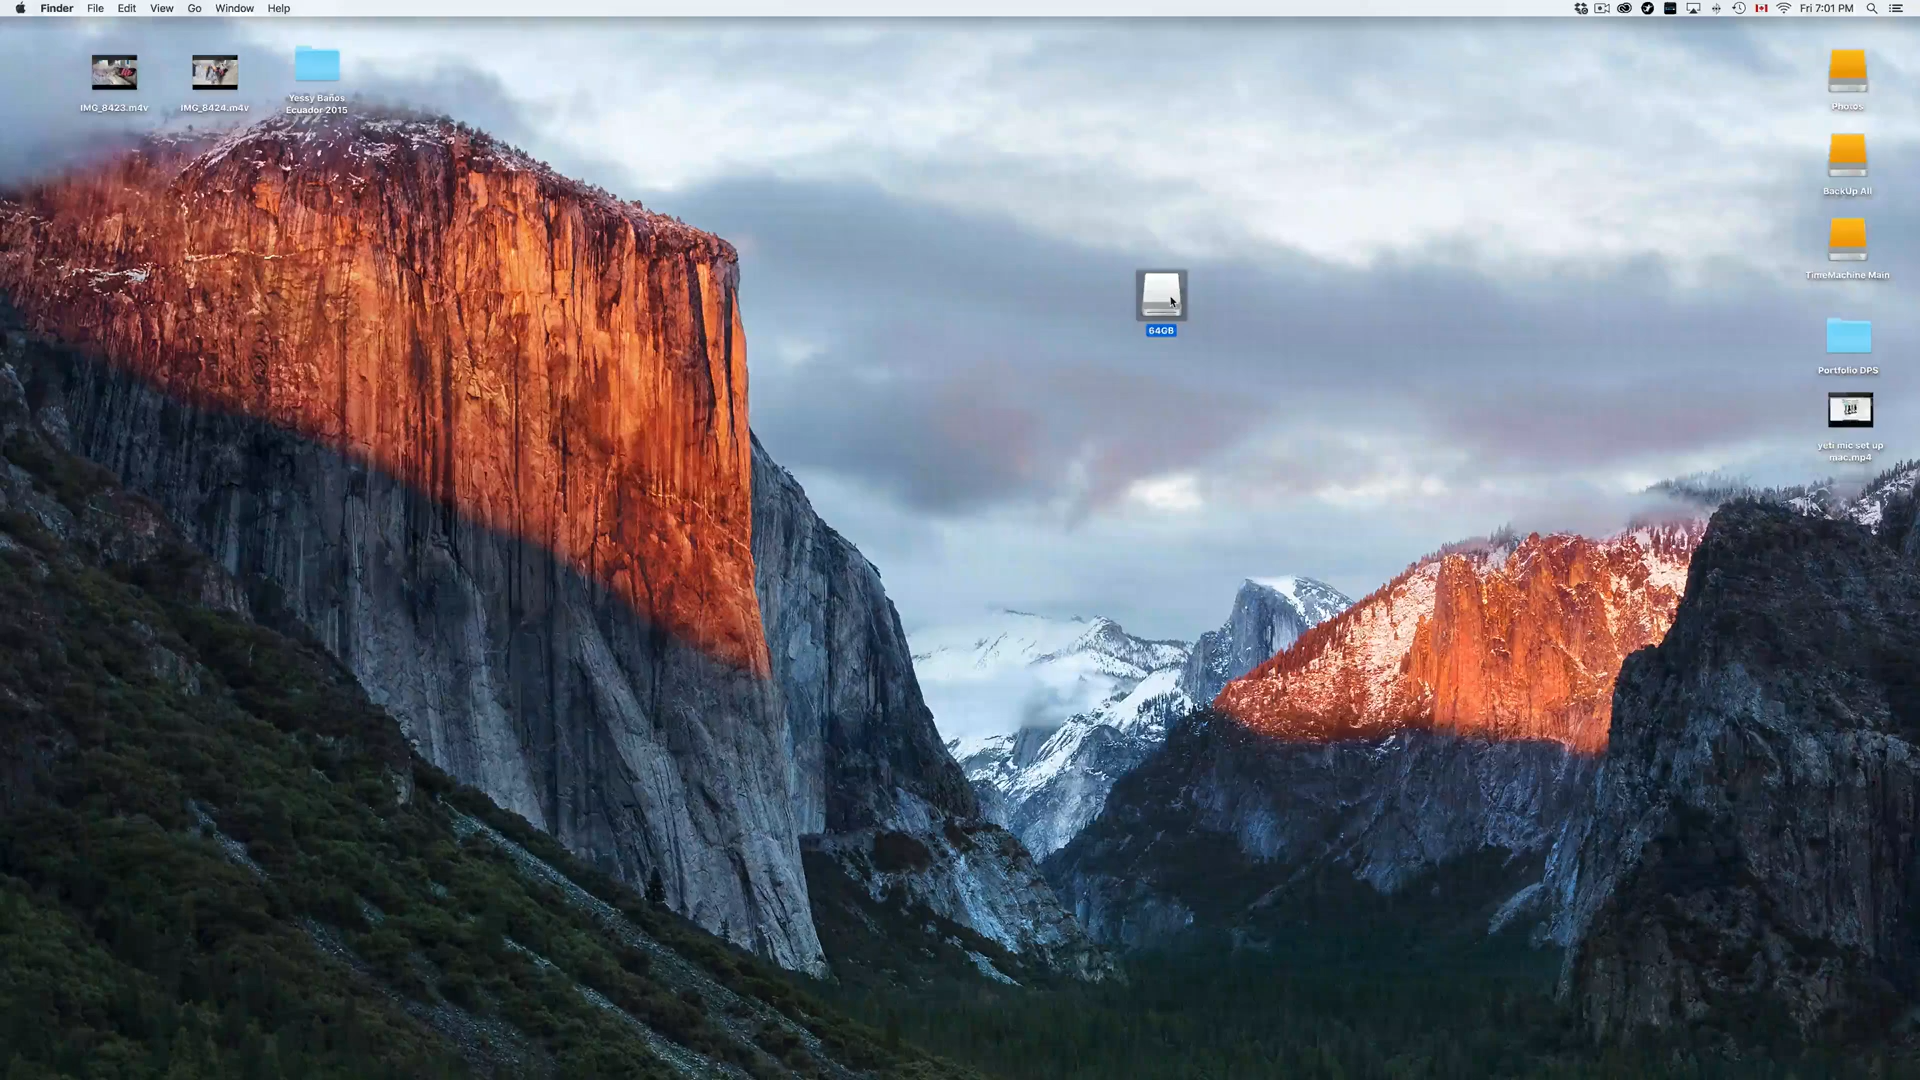 Finder File Edit View Go Window Help Fri 7:01 PM
IMG_8423.m4v
IMG_8424.m4v
Yessy Baños
Ecuador 2015
64GB
Photos
BackUp All
TimeMachine Main
Portfolio DPS
yeti mic set up
mac.mp4